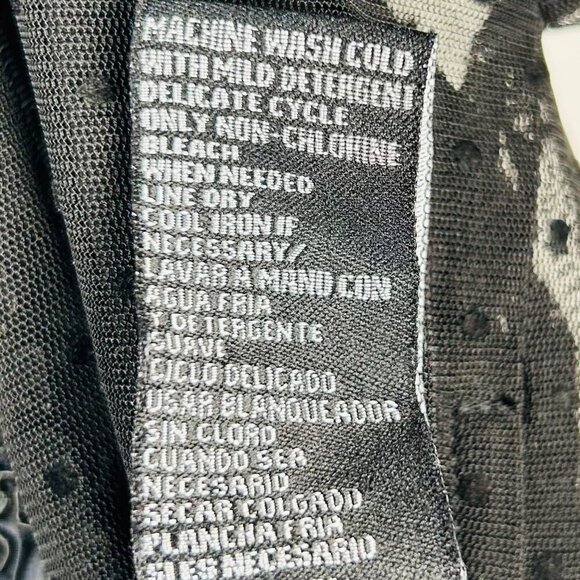 MACHINE WASH COLD
WITH MILD DETERGENT
DELICATE CYCLE
ONLY NON-CHLORINE
BLEACH
WHEN NEEDED
LINE DRY
COOL IRON IF
NECESSARY/
LAVAR A MANO CON
AGUA FRIA
Y DETERGENTE
SUAVE
CICLO DELICADO
USAR BLANQUEADOR
SIN CLORO
CUANDO SEA
NECESARIO
SECAR COLGADO
PLANCHA FRIA
SI ES NECESARIO